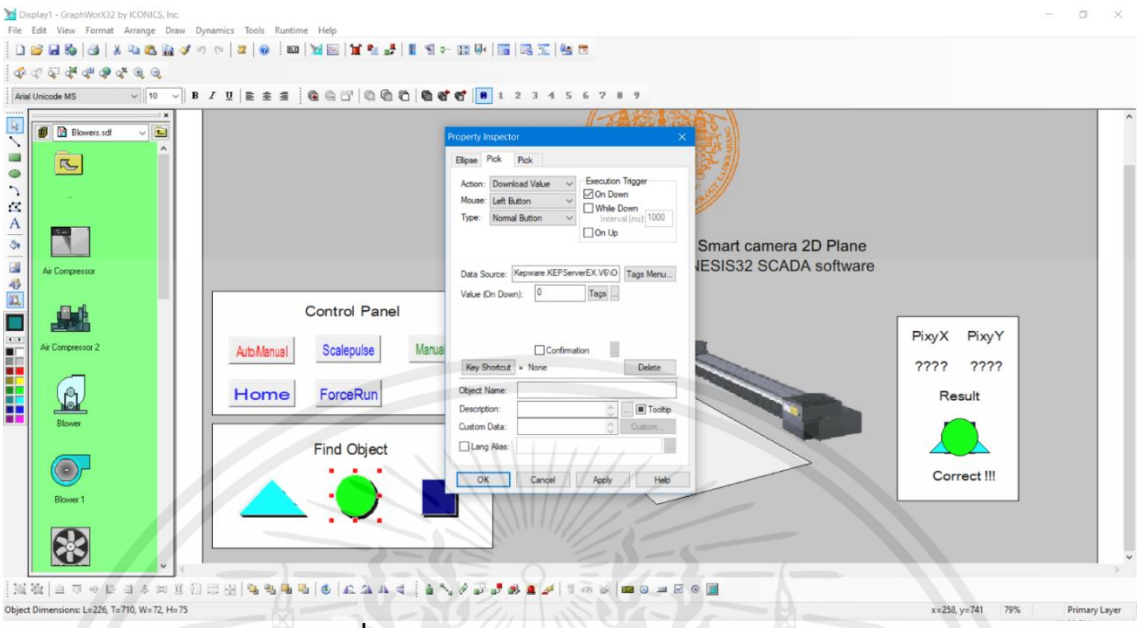 Display1 - GraphWorX32 by ICONICS, Inc.
File Edit View Format Arrange Draw Dynamics Tools Runtime Help
Arial Unicode MS 10 B I U 0 1 2 3 4 5 6 7 8 9
Blowers.sdf
..
Air Compressor
Air Compressor 2
Blower
Blower 1
Property Inspector
Ellipse Pick Pick
Action: Download Value
Mouse: Left Button
Type: Normal Button
Execution Trigger
On Down
While Down
Interval (ms) 1000
On Up
Data Source: Kepware.KEPServerEX.V6\O Tags Menu...
Value (On Down): 0 Tags ...
Confirmation
Key Shortcut = None Delete
Object Name:
Description: ... Tooltip
Custom Data: Custom...
Lang Alias: ...
OK Cancel Apply Help
Smart camera 2D Plane
NESIS32 SCADA software
Control Panel
Auto/Manual Scalepulse Manua
Home ForceRun
Find Object
PixyX PixyY
???? ????
Result
Correct !!!
Object Dimensions: L=226, T=710, W=72, H=75
x=258, y=741 79% Primary Layer